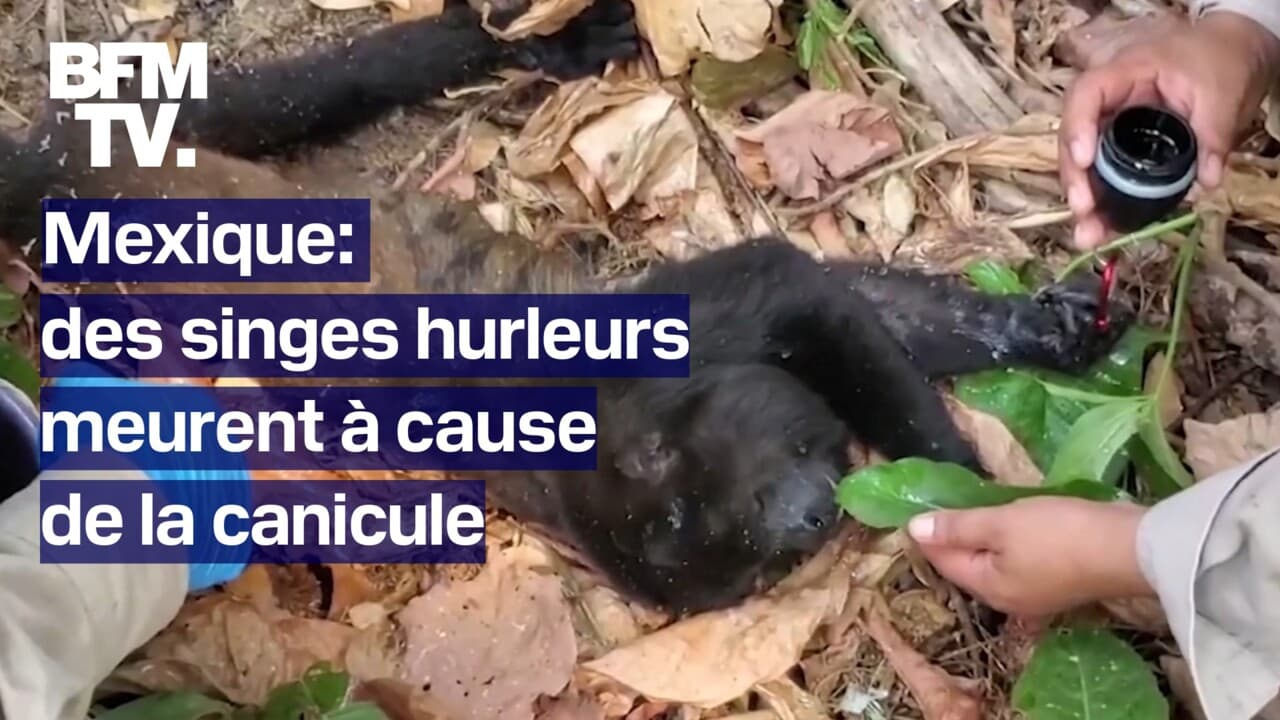 BFM
TV.
Mexique:
des singes hurleurs
meurent à cause
de la canicule